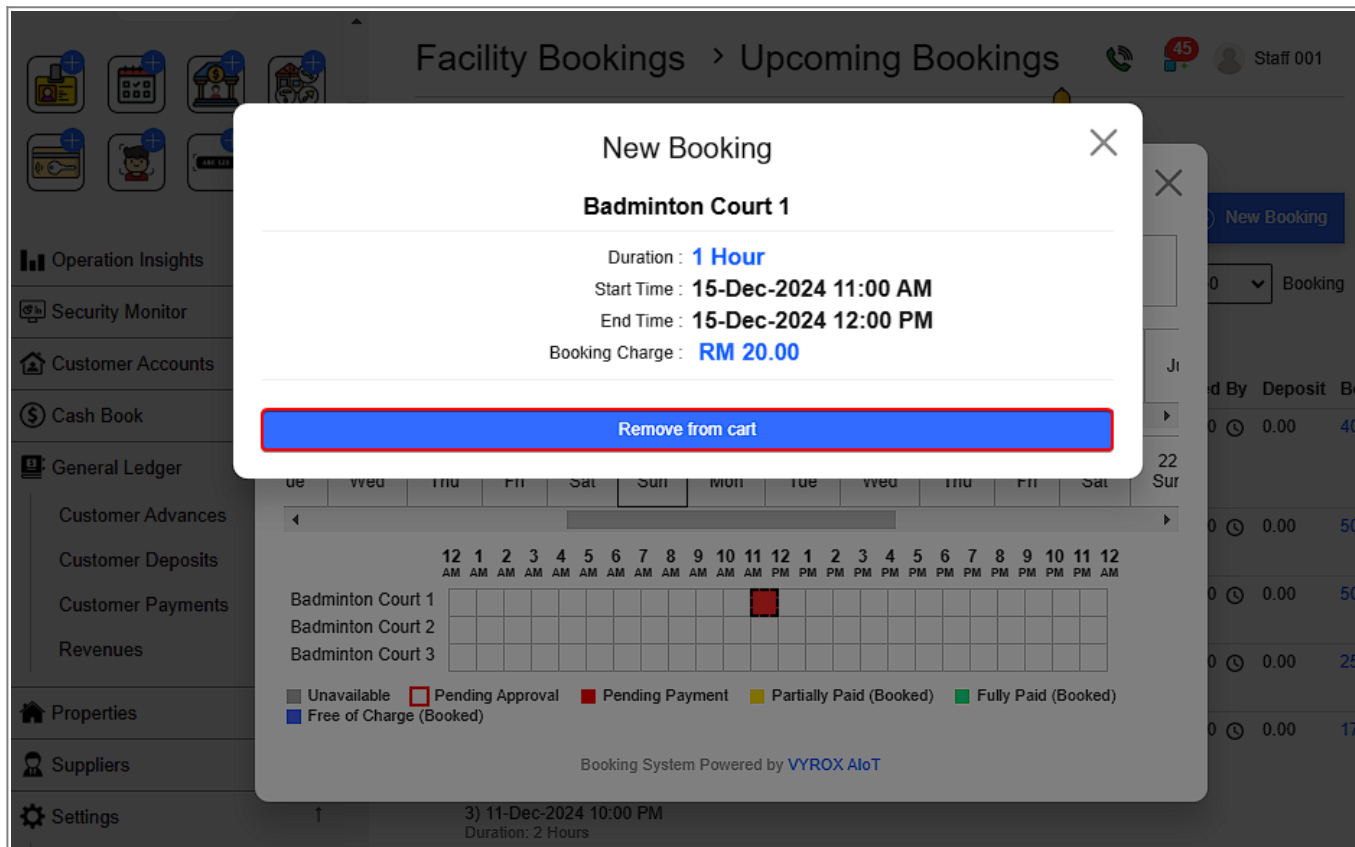 Facility Bookings > Upcoming Bookings
45
Staff 001
New Booking
Badminton Court 1
Duration : 1 Hour
Start Time : 15-Dec-2024 11:00 AM
End Time : 15-Dec-2024 12:00 PM
Booking Charge : RM 20.00
Remove from cart
New Booking
Booking
Operation Insights
Security Monitor
Customer Accounts
Cash Book
General Ledger
Customer Advances
Customer Deposits
Customer Payments
Revenues
Properties
Suppliers
Settings
By Deposit
0.00
0.00
0.00
0.00
0.00
22
Wed Thu Fri Sat Sun Mon Tue Wed Thu Fri Sat Sun
12 1 2 3 4 5 6 7 8 9 10 11 12 1 2 3 4 5 6 7 8 9 10 11 12
AM AM AM AM AM AM AM AM AM AM AM AM PM PM PM PM PM PM PM PM PM PM PM PM AM
Badminton Court 1
Badminton Court 2
Badminton Court 3
Unavailable Pending Approval Pending Payment Partially Paid (Booked) Fully Paid (Booked)
Free of Charge (Booked)
Booking System Powered by VYROX AIoT
3) 11-Dec-2024 10:00 PM
Duration: 2 Hours